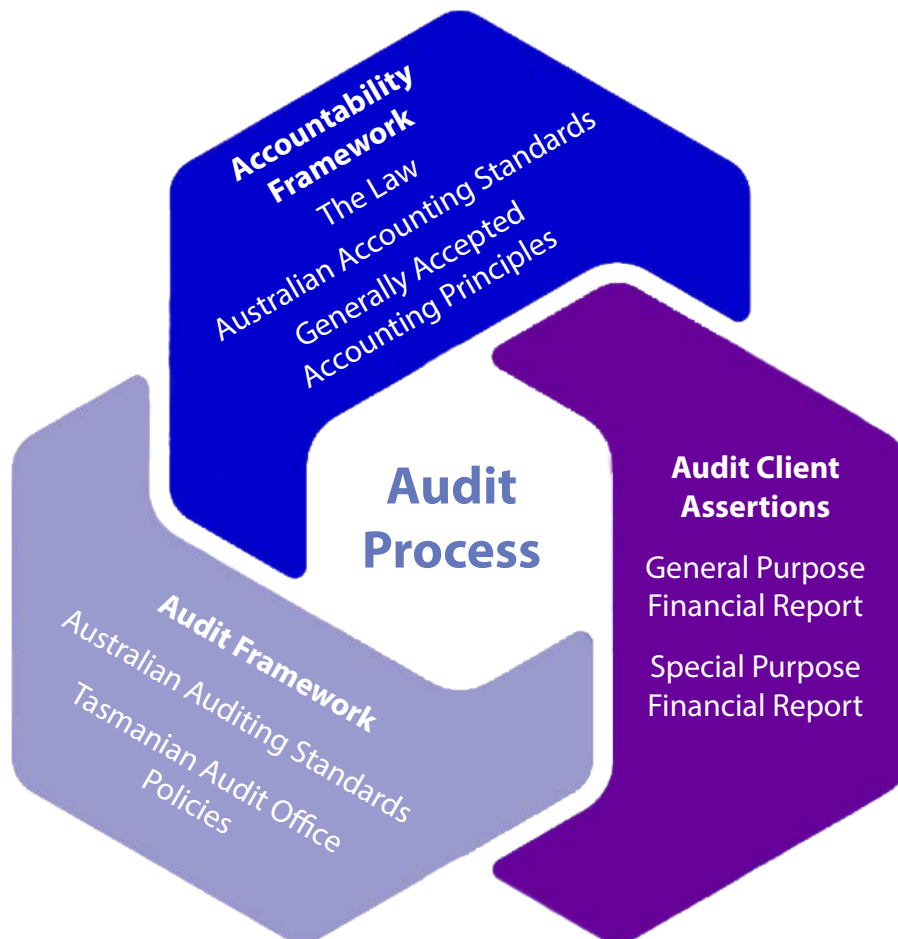 Accountability
Framework
The Law
Australian Accounting Standards
Generally Accepted
Accounting Principles
Audit
Process
Audit Client
Assertions
General Purpose
Financial Report
Special Purpose
Financial Report
Audit Framework
Australian Auditing Standards
Tasmanian Audit Office
Policies